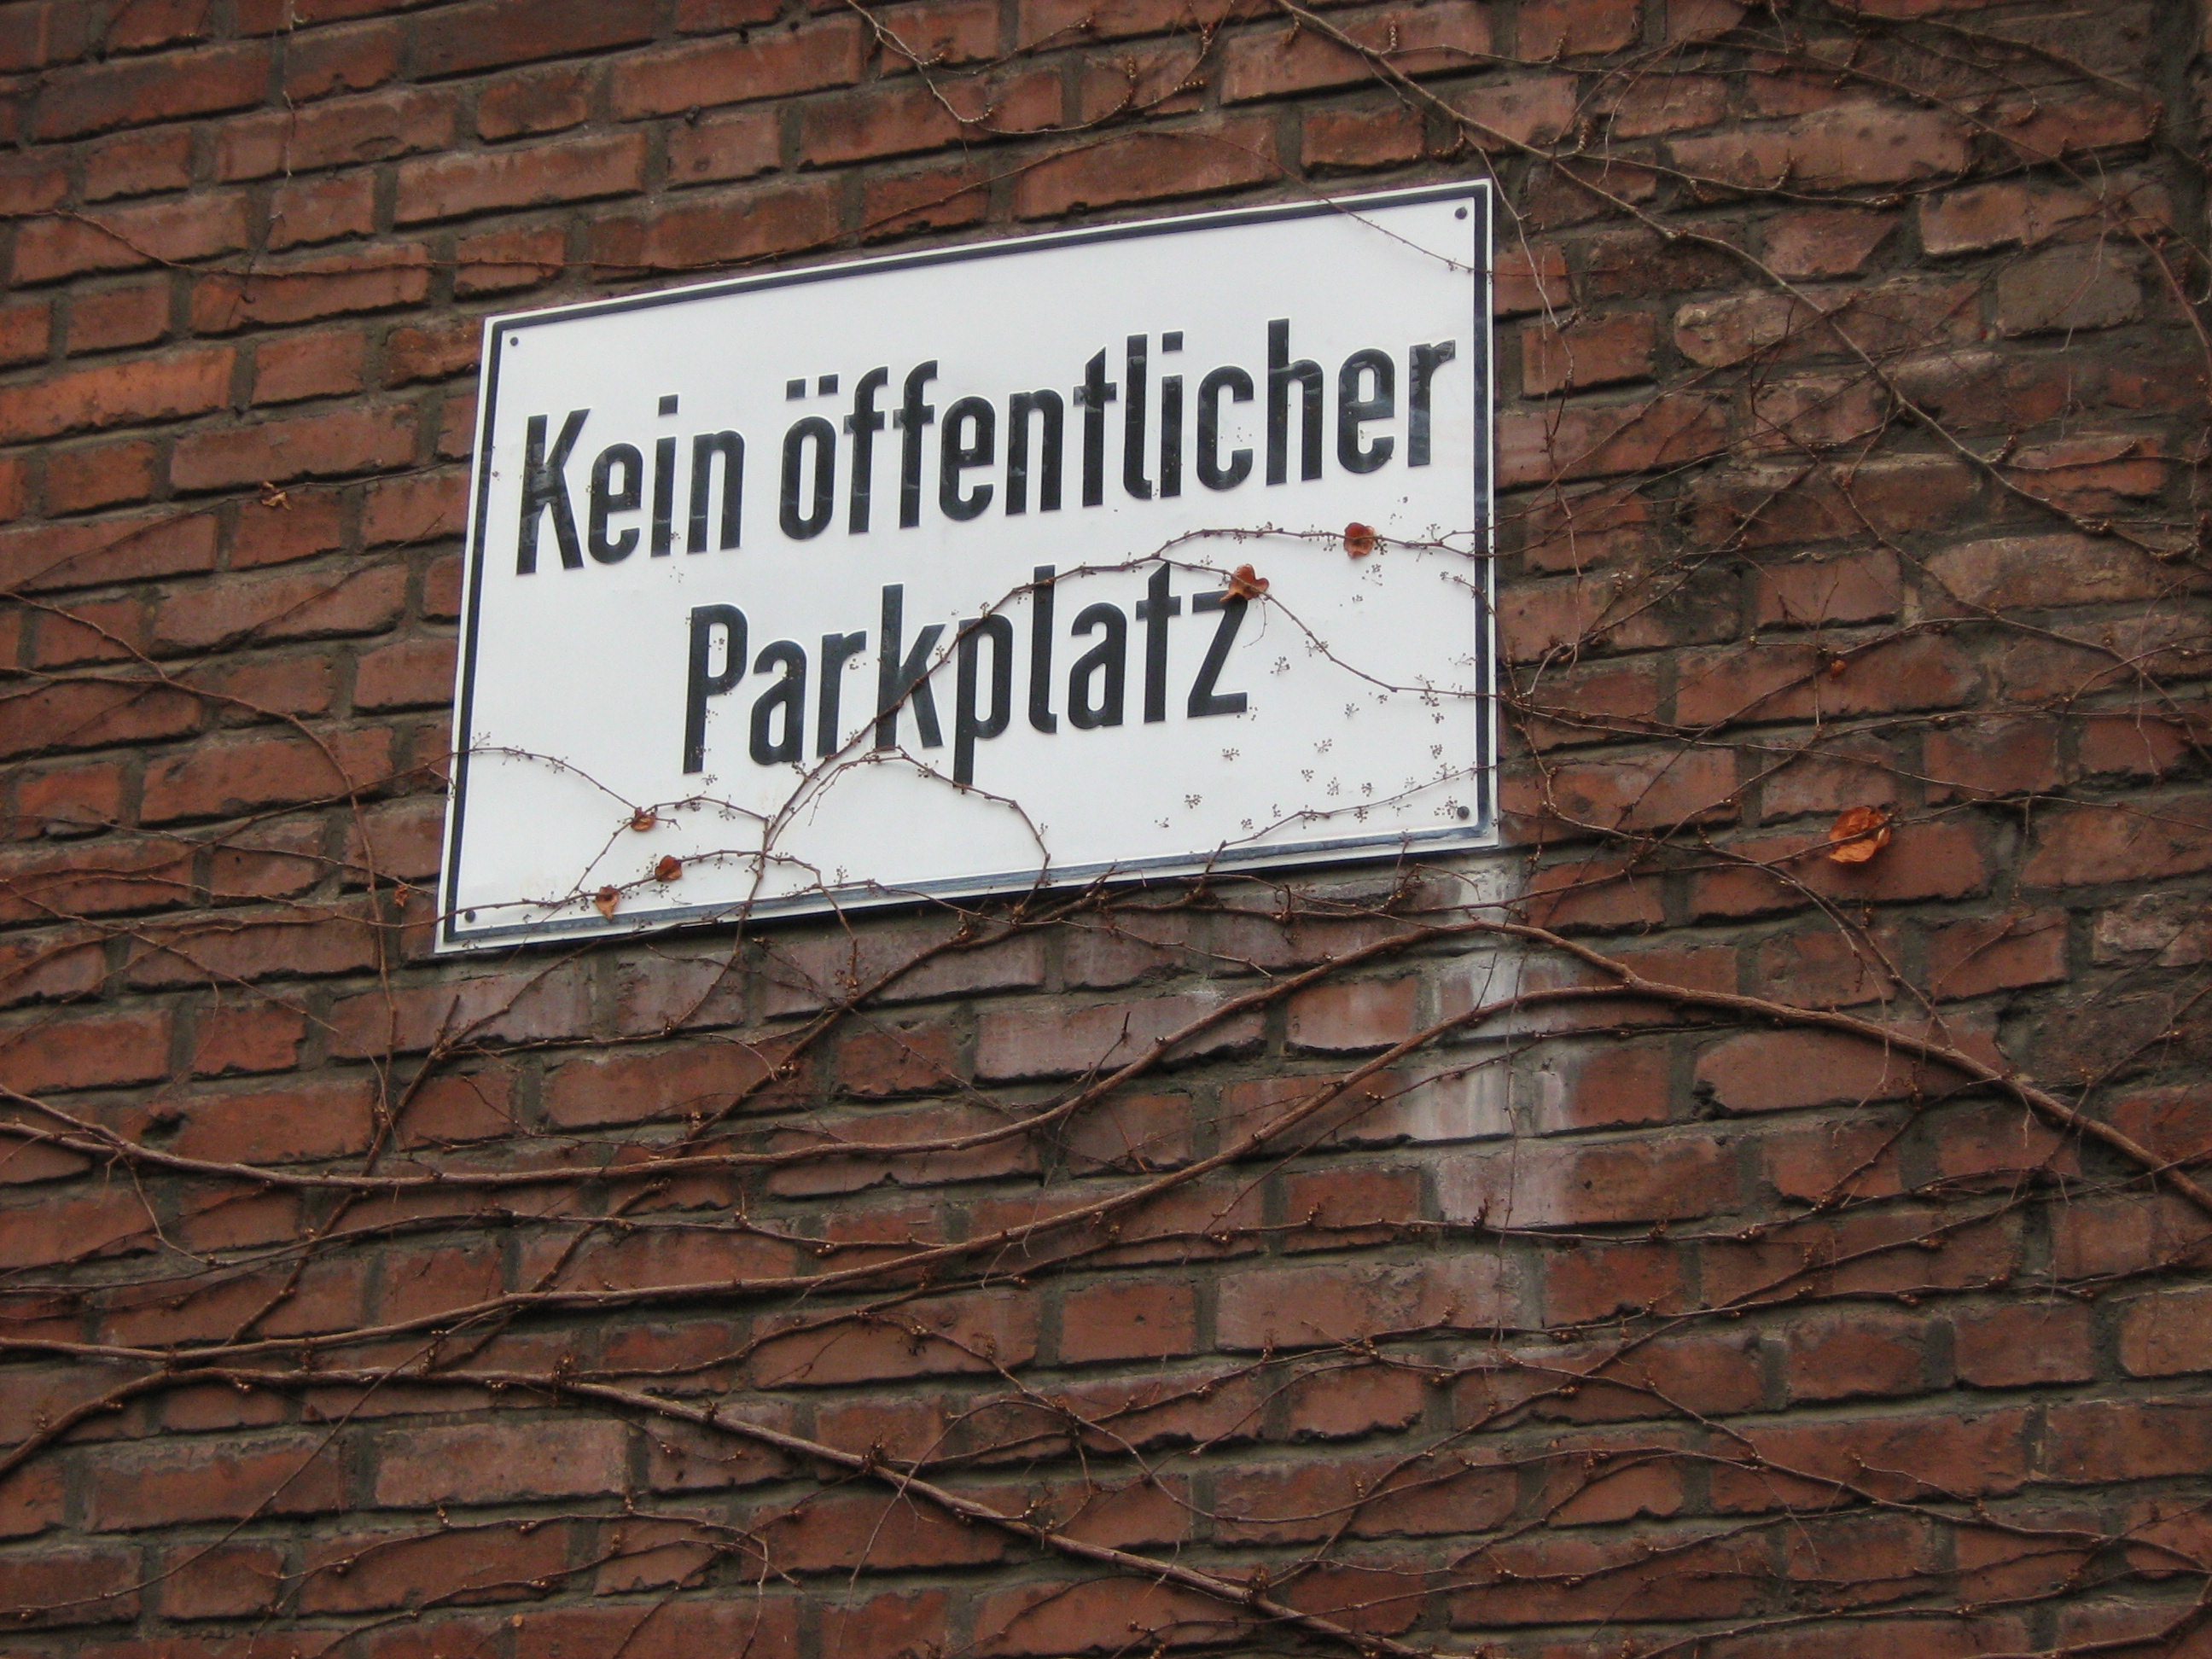 Kein öffentlicher
Parkplatz